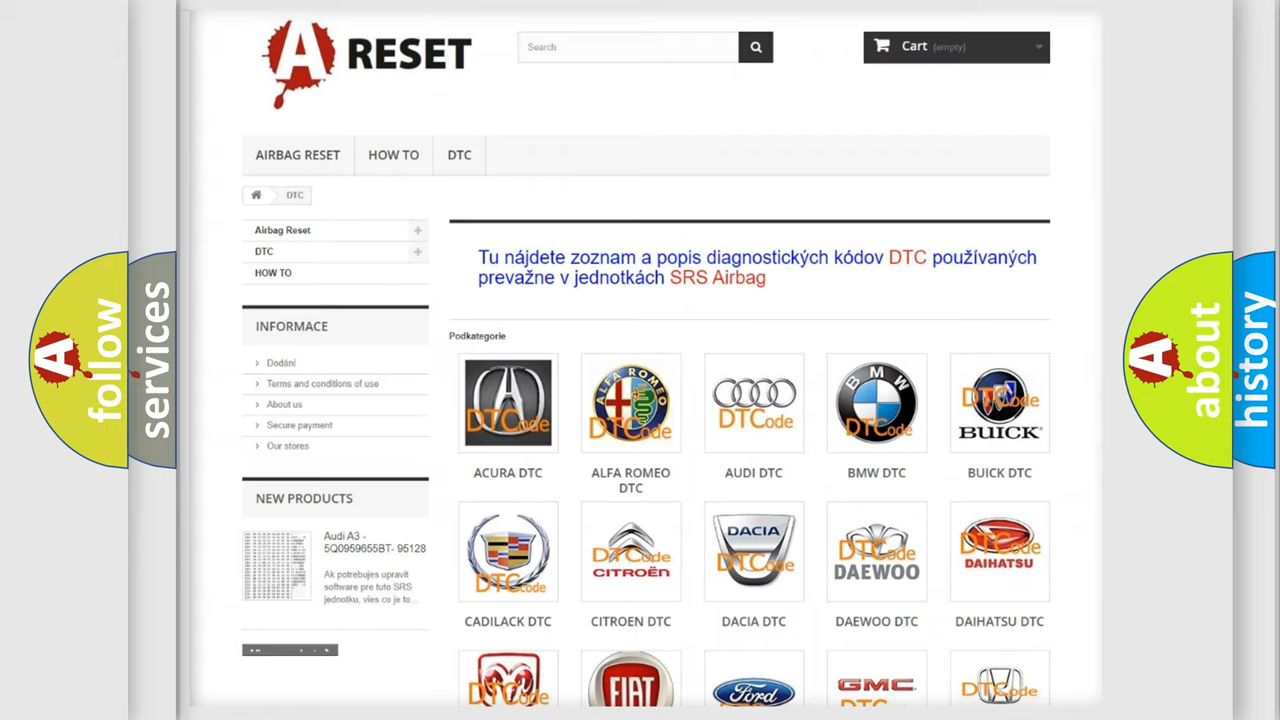 A RESET
Search
Cart (empty)
AIRBAG RESET
HOW TO
DTC
DTC
Airbag Reset
DTC
HOW TO
Tu nájdete zoznam a popis diagnostických kódov DTC používaných
prevažne v jednotkách SRS Airbag
INFORMACE
Dodání
Terms and conditions of use
About us
Secure payment
Our stores
Podkategorie
DTCode
ALFA ROMEO
DTCode
DTCode
BMW
DTCode
DTCode
BUICK
ACURA DTC
ALFA ROMEO
DTC
AUDI DTC
BMW DTC
BUICK DTC
NEW PRODUCTS
Audi A3 -
5Q0959655BT- 95128
Ak potrebujes upravit
software pre tuto SRS
jednotku, vies co je to...
DTCode
DTCode
CITROËN
DACIA
DTCode
DTCode
DAEWOO
DTCode
DAIHATSU
CADILACK DTC
CITROEN DTC
DACIA DTC
DAEWOO DTC
DAIHATSU DTC
DTCode
FIAT
Ford
GMC
DTCode
A follow
services
A about
history